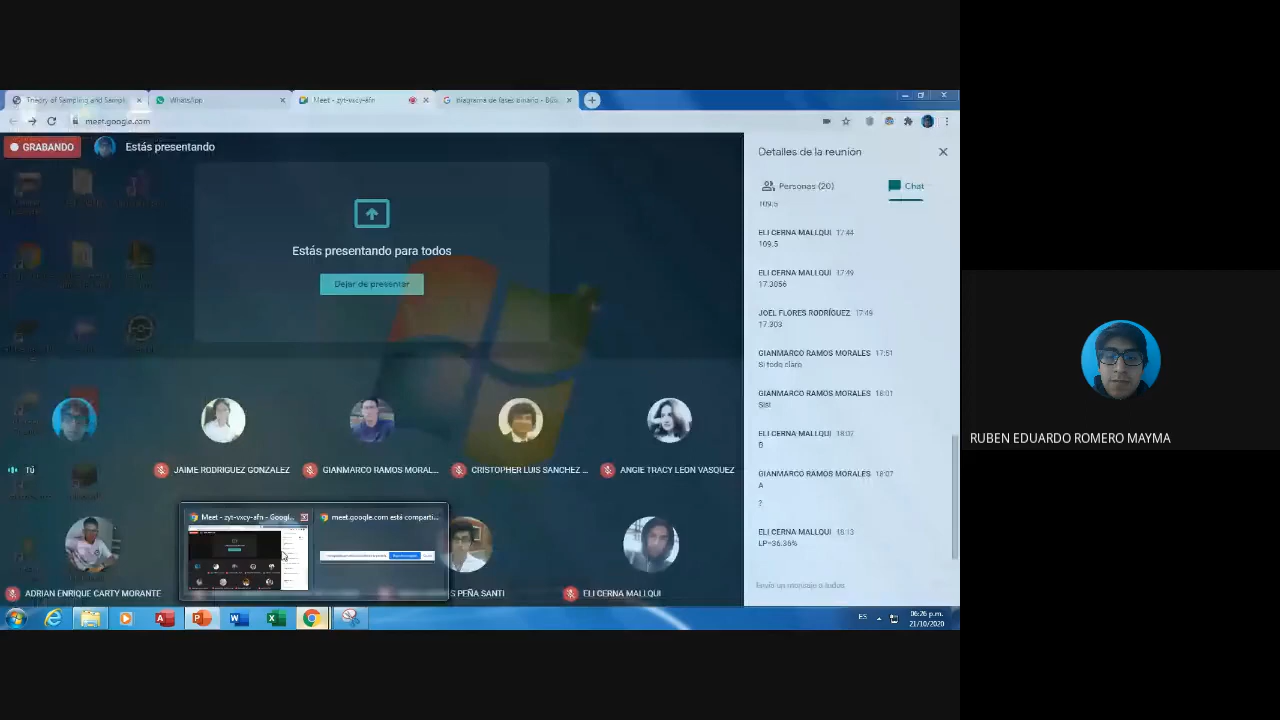 Theory of Sampling and Sampl
WhatsApp
Meet - zyt-vxcy-afn
diagrama de fases binario - Bús
meet.google.com
GRABANDO
Estás presentando
Detalles de la reunión
Personas (20)
Chat
109.5
ELI CERNA MALLQUI 17:44
109.5
ELI CERNA MALLQUI 17:49
17.3056
JOEL FLORES RODRÍGUEZ 17:49
17.303
GIANMARCO RAMOS MORALES 17:51
Si todo claro
GIANMARCO RAMOS MORALES 18:01
Sisi
ELI CERNA MALLQUI 18:07
B
GIANMARCO RAMOS MORALES 18:07
A
?
ELI CERNA MALLQUI 18:13
LP=36.36%
Envía un mensaje a todos
Estás presentando para todos
Dejar de presentar
Tú
JAIME RODRIGUEZ GONZALEZ
GIANMARCO RAMOS MORAL...
CRISTOPHER LUIS SANCHEZ ...
ANGIE TRACY LEON VASQUEZ
Meet - zyt-vxcy-afn - Googl...
meet.google.com está comparti...
ADRIAN ENRIQUE CARTY MORANTE
S PEÑA SANTI
ELI CERNA MALLQUI
ES
06:26 p.m.
21/10/2020
RUBEN EDUARDO ROMERO MAYMA